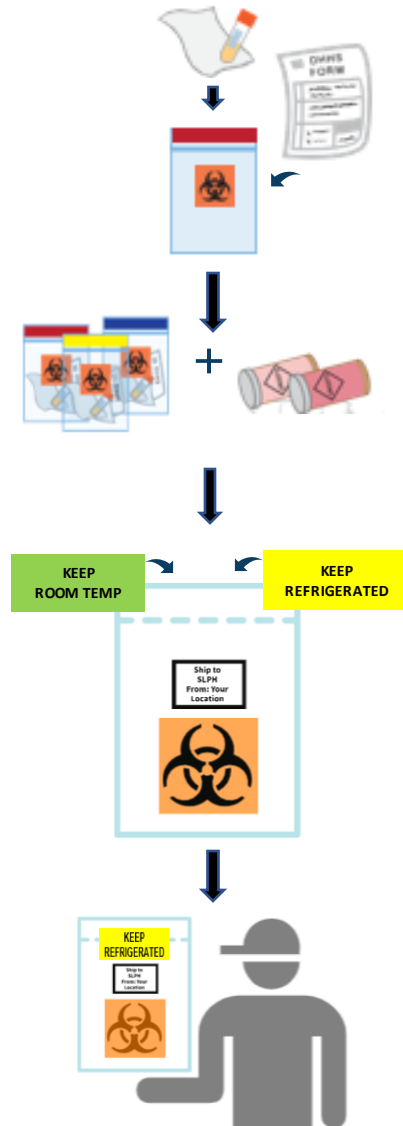 DHHS
FORM
KEEP
ROOM TEMP
KEEP
REFRIGERATED
Ship to
SLPH
From: Your
Location
KEEP
REFRIGERATED
Ship to
SLPH
From: Your
Location